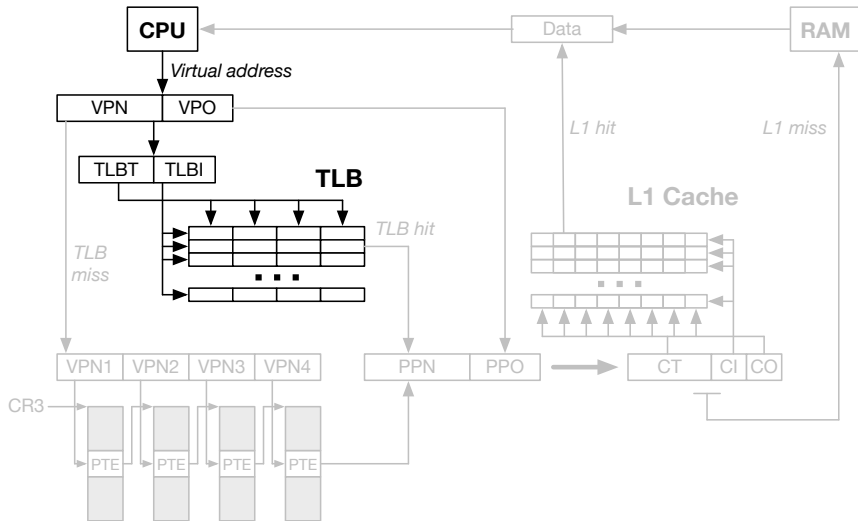 CPU
Data
RAM
Virtual address
VPN VPO
L1 hit
L1 miss
TLBT TLBI
TLB
L1 Cache
TLB hit
TLB
miss
VPN1 VPN2 VPN3 VPN4
PPN PPO
CT CI CO
CR3
PTE PTE PTE PTE